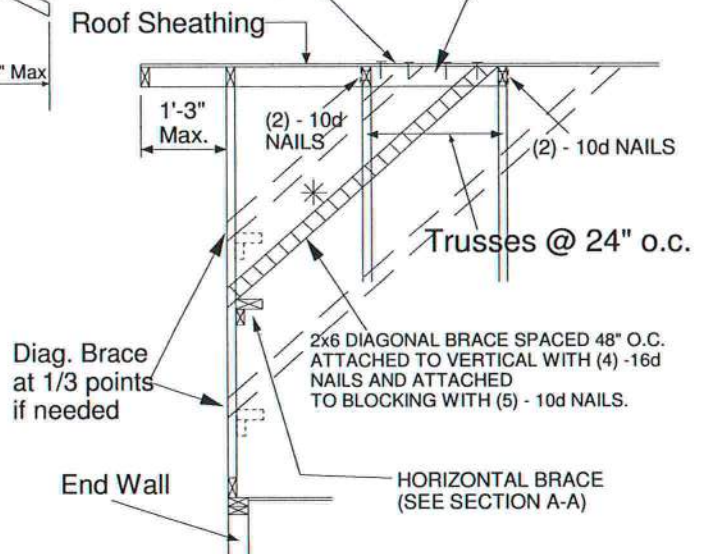 Roof Sheathing
" Max
1'-3"
Max.
(2) - 10d
NAILS
(2) - 10d NAILS
Trusses @ 24" o.c.
2x6 DIAGONAL BRACE SPACED 48" O.C.
ATTACHED TO VERTICAL WITH (4) -16d
NAILS AND ATTACHED
TO BLOCKING WITH (5) - 10d NAILS.
Diag. Brace
at 1/3 points
if needed
End Wall
HORIZONTAL BRACE
(SEE SECTION A-A)